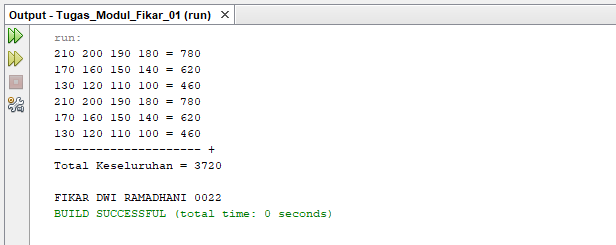 Output - Tugas_Modul_Fikar_01 (run) ×
run:
210 200 190 180 = 780
170 160 150 140 = 620
130 120 110 100 = 460
210 200 190 180 = 780
170 160 150 140 = 620
130 120 110 100 = 460
--------------------- +
Total Keseluruhan = 3720
FIKAR DWI RAMADHANI 0022
BUILD SUCCESSFUL (total time: 0 seconds)